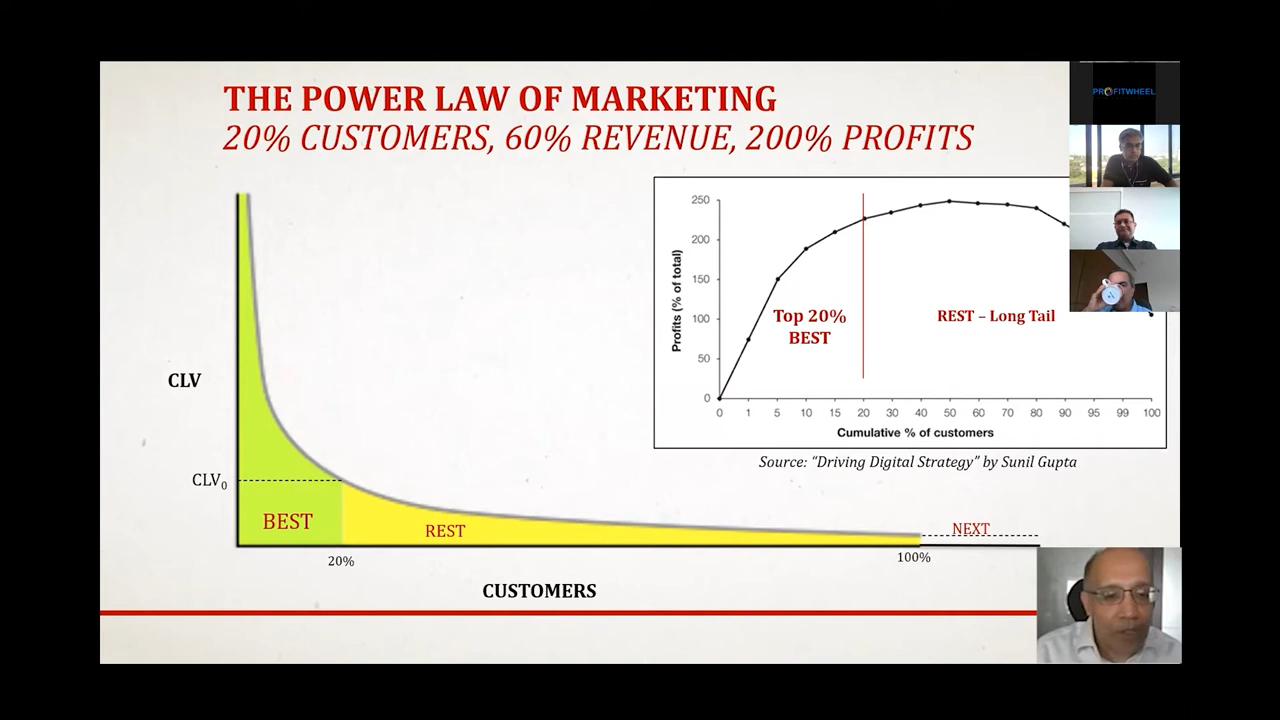 THE POWER LAW OF MARKETING
20% CUSTOMERS, 60% REVENUE, 200% PROFITS
PROFITWHEEL
CLV
CLV₀
BEST
REST
NEXT
20%
100%
CUSTOMERS
Profits (% of total)
250
200
150
100
50
0
Top 20%
BEST
REST – Long Tail
0 1 5 10 15 20 30 40 50 60 70 80 90 95 99 100
Cumulative % of customers
Source: “Driving Digital Strategy” by Sunil Gupta